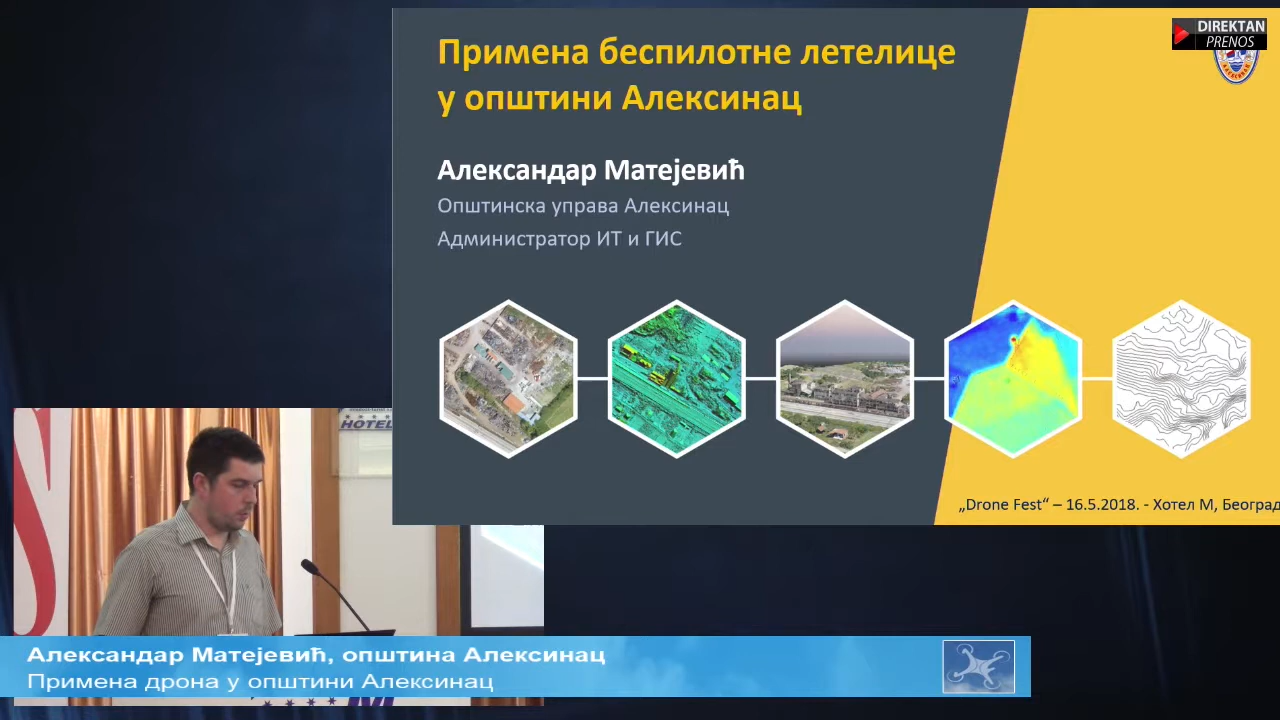 Примена беспилотне летелице
у општини Алексинац
DIREKTAN
PRENOS
Александар Матејевић
Општинска управа Алексинац
Администратор ИТ и ГИС
„Drone Fest“ – 16.5.2018. - Хотел М, Београд
HOTEL
Александар Матејевић, општина Алексинац
Примена дрона у општини Алексинац